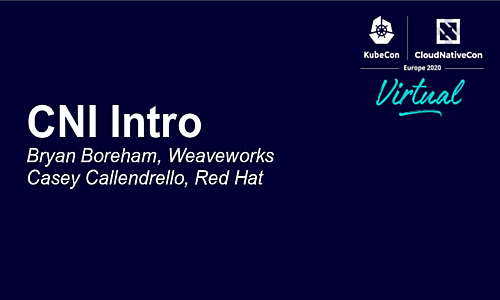 KubeCon
CloudNativeCon
Europe 2020
Virtual
CNI Intro
Bryan Boreham, Weaveworks
Casey Callendrello, Red Hat